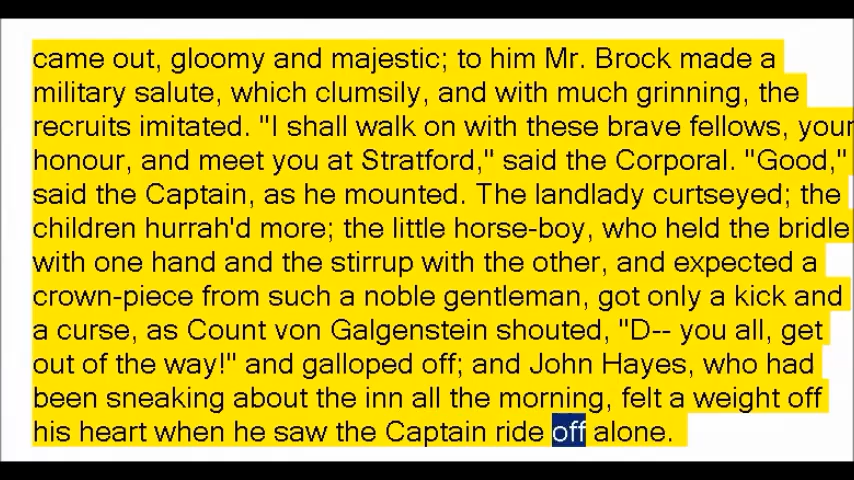 came out, gloomy and majestic; to him Mr. Brock made a
military salute, which clumsily, and with much grinning, the
recruits imitated. "I shall walk on with these brave fellows, your
honour, and meet you at Stratford," said the Corporal. "Good,"
said the Captain, as he mounted. The landlady curtseyed; the
children hurrah'd more; the little horse-boy, who held the bridle
with one hand and the stirrup with the other, and expected a
crown-piece from such a noble gentleman, got only a kick and
a curse, as Count von Galgenstein shouted, "D-- you all, get
out of the way!" and galloped off; and John Hayes, who had
been sneaking about the inn all the morning, felt a weight off
his heart when he saw the Captain ride off alone.